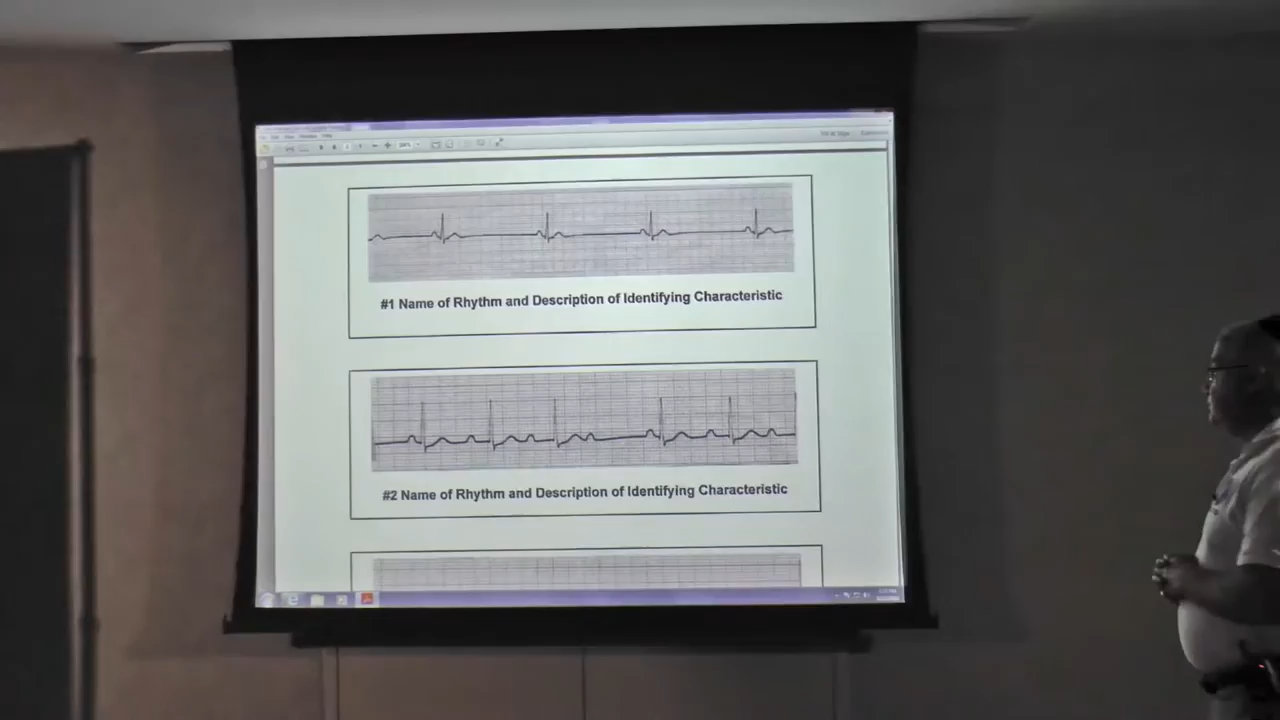 #1 Name of Rhythm and Description of Identifying Characteristic
#2 Name of Rhythm and Description of Identifying Characteristic